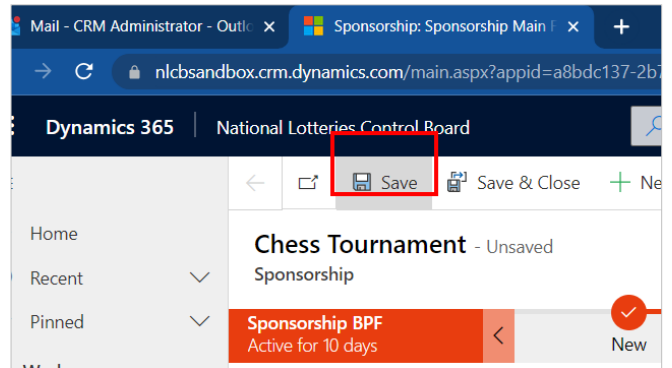 Mail - CRM Administrator - Outlo
Sponsorship: Sponsorship Main F
nlcbsandbox.crm.dynamics.com/main.aspx?appid=a8bdc137-2b7
Dynamics 365 National Lotteries Control Board
Save Save & Close Ne
Home
Chess Tournament - Unsaved
Recent
Sponsorship
Pinned
Sponsorship BPF
Active for 10 days
New